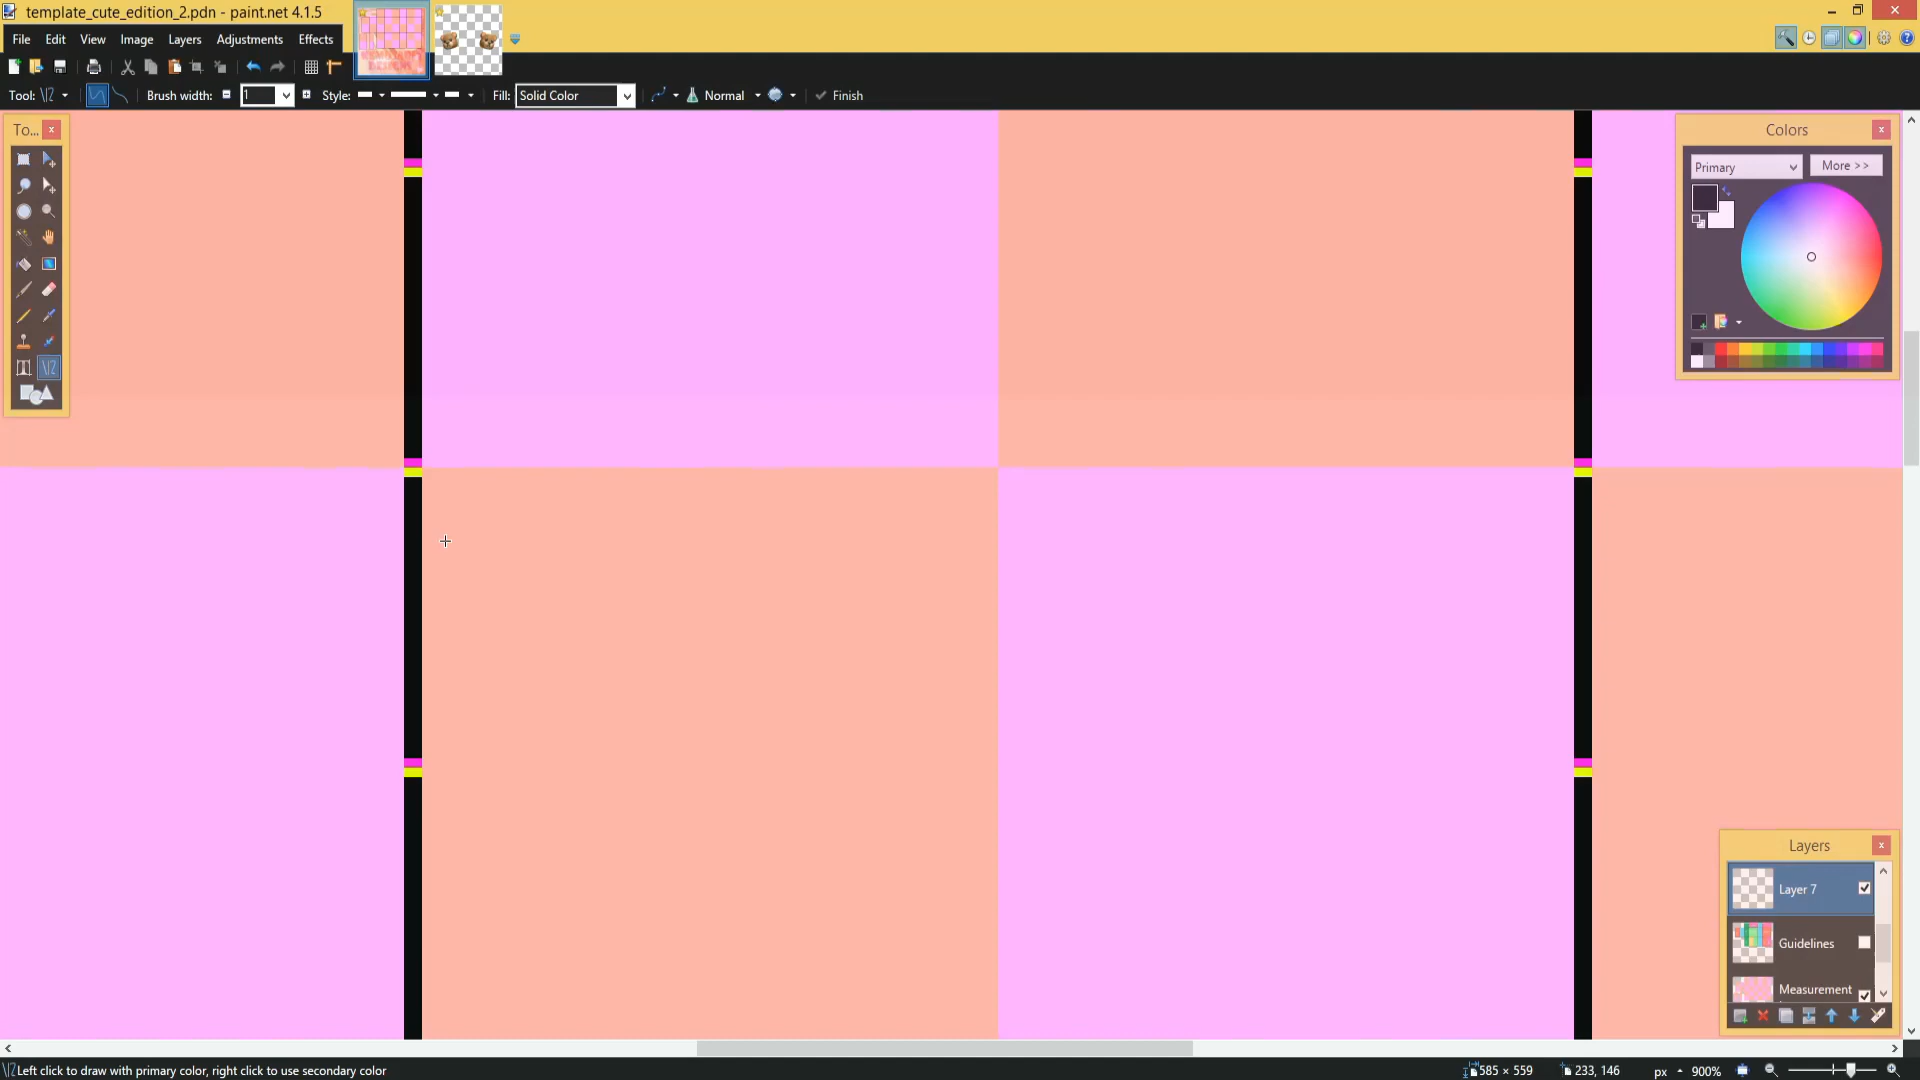 template_cute_edition_2.pdn - paint.net 4.1.5
File Edit View Image Layers Adjustments Effects
Tool: Brush width: 1 Style: Fill: Solid Color Normal Finish
To... x
Colors x
Primary More >>
Layers x
Layer 7
Guidelines
Measurement
Left click to draw with primary color, right click to use secondary color
585 × 559 233, 146 px 900%